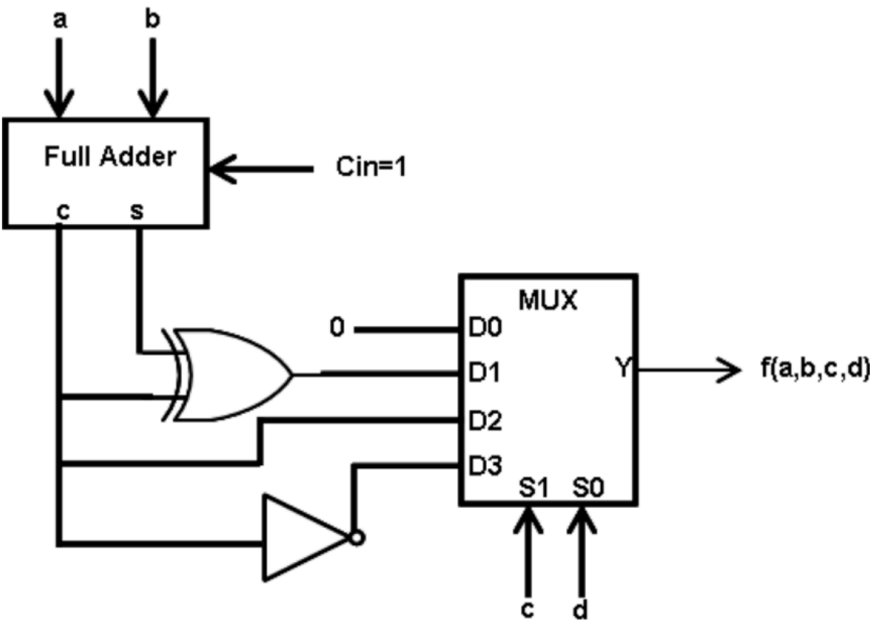 a b
Full Adder
Cin=1
c s
MUX
0 D0
D1
Y f(a,b,c,d)
D2
D3
S1 S0
c d